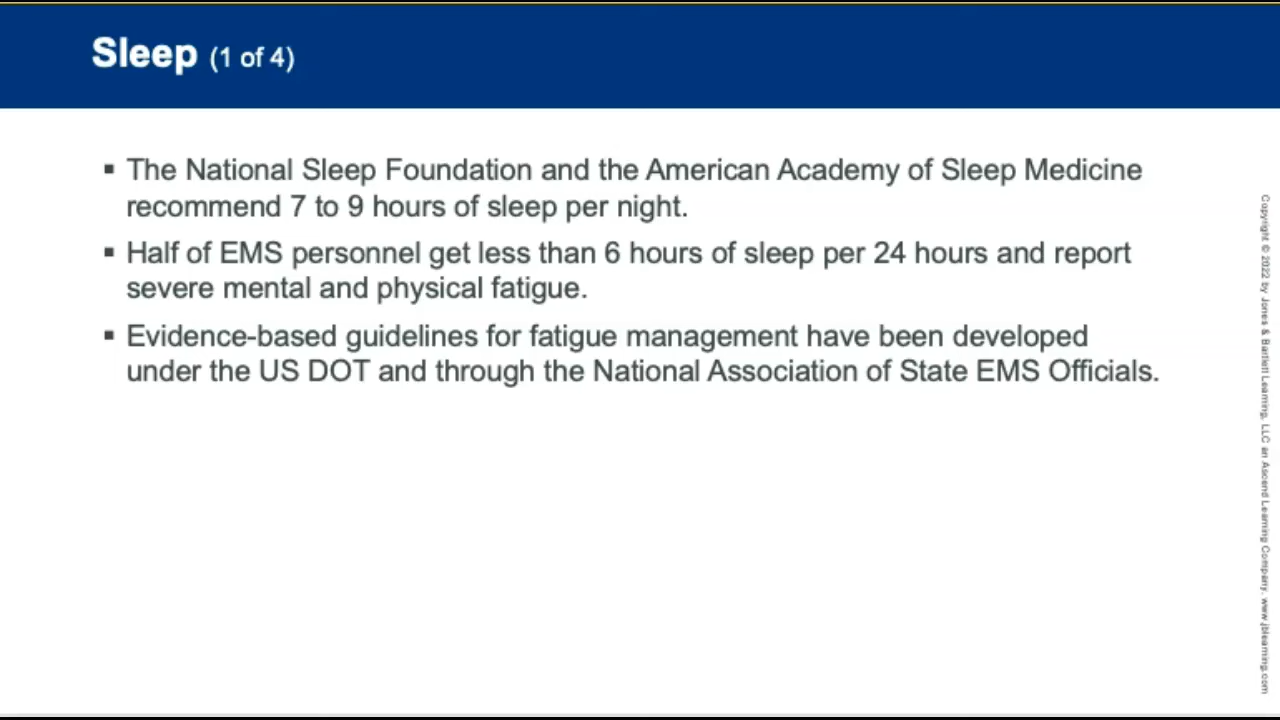 Sleep (1 of 4)
▪ The National Sleep Foundation and the American Academy of Sleep Medicine
recommend 7 to 9 hours of sleep per night.
▪ Half of EMS personnel get less than 6 hours of sleep per 24 hours and report
severe mental and physical fatigue.
▪ Evidence-based guidelines for fatigue management have been developed
under the US DOT and through the National Association of State EMS Officials.
Copyright © 2022 by Jones & Bartlett Learning, LLC an Ascend Learning Company. www.jblearning.com